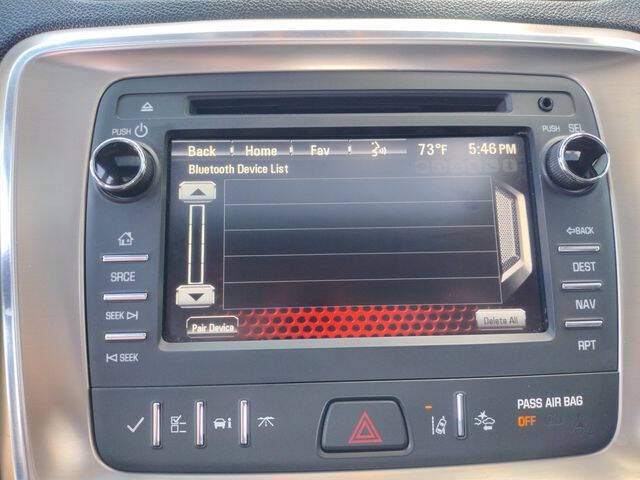 PUSH
PUSH SEL
Back Home Fav 73°F 5:46 PM
Bluetooth Device List
Pair Device Delete All
SRCE
SEEK
SEEK
BACK
DEST
NAV
RPT
PASS AIR BAG
OFF